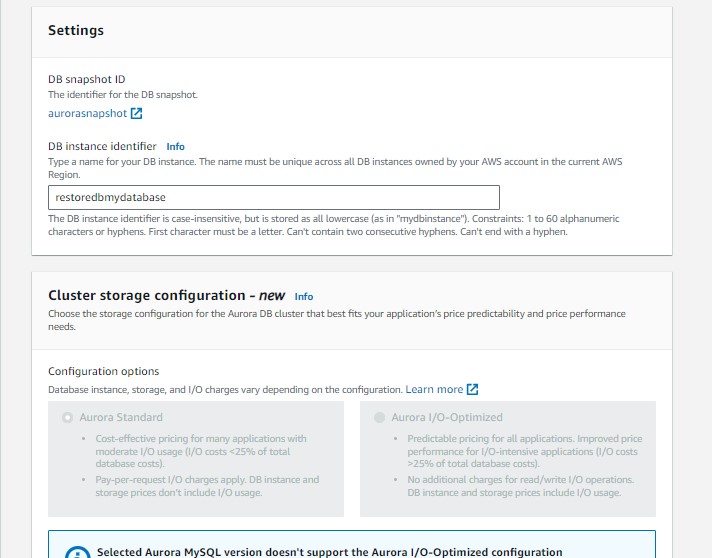 Settings
DB snapshot ID
The identifier for the DB snapshot.
aurorasnapshot
DB instance identifier Info
Type a name for your DB instance. The name must be unique across all DB instances owned by your AWS account in the current AWS
Region.
restoredbmydatabase
The DB instance identifier is case-insensitive, but is stored as all lowercase (as in "mydbinstance"). Constraints: 1 to 60 alphanumeric
characters or hyphens. First character must be a letter. Can't contain two consecutive hyphens. Can't end with a hyphen.
Cluster storage configuration - new Info
Choose the storage configuration for the Aurora DB cluster that best fits your application's price predictability and price performance
needs.
Configuration options
Database instance, storage, and I/O charges vary depending on the configuration. Learn more
Aurora Standard
• Cost-effective pricing for many applications with
moderate I/O usage (I/O costs <25% of total
database costs).
• Pay-per-request I/O charges apply. DB instance and
storage prices don't include I/O usage.
Aurora I/O-Optimized
• Predictable pricing for all applications. Improved price
performance for I/O-intensive applications (I/O costs
>25% of total database costs).
• No additional charges for read/write I/O operations.
DB instance and storage prices include I/O usage.
Selected Aurora MySQL version doesn't support the Aurora I/O-Optimized configuration